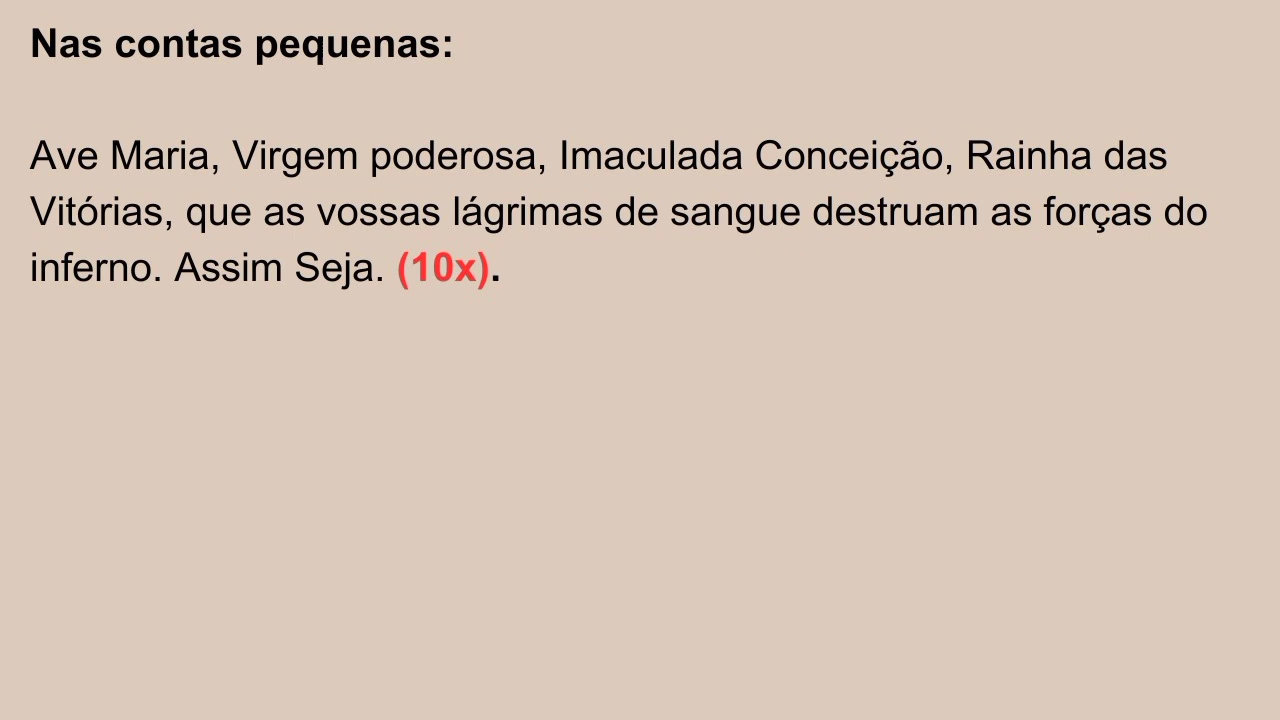 Nas contas pequenas:
Ave Maria, Virgem poderosa, Imaculada Conceição, Rainha das
Vitórias, que as vossas lágrimas de sangue destruam as forças do
inferno. Assim Seja. (10x).